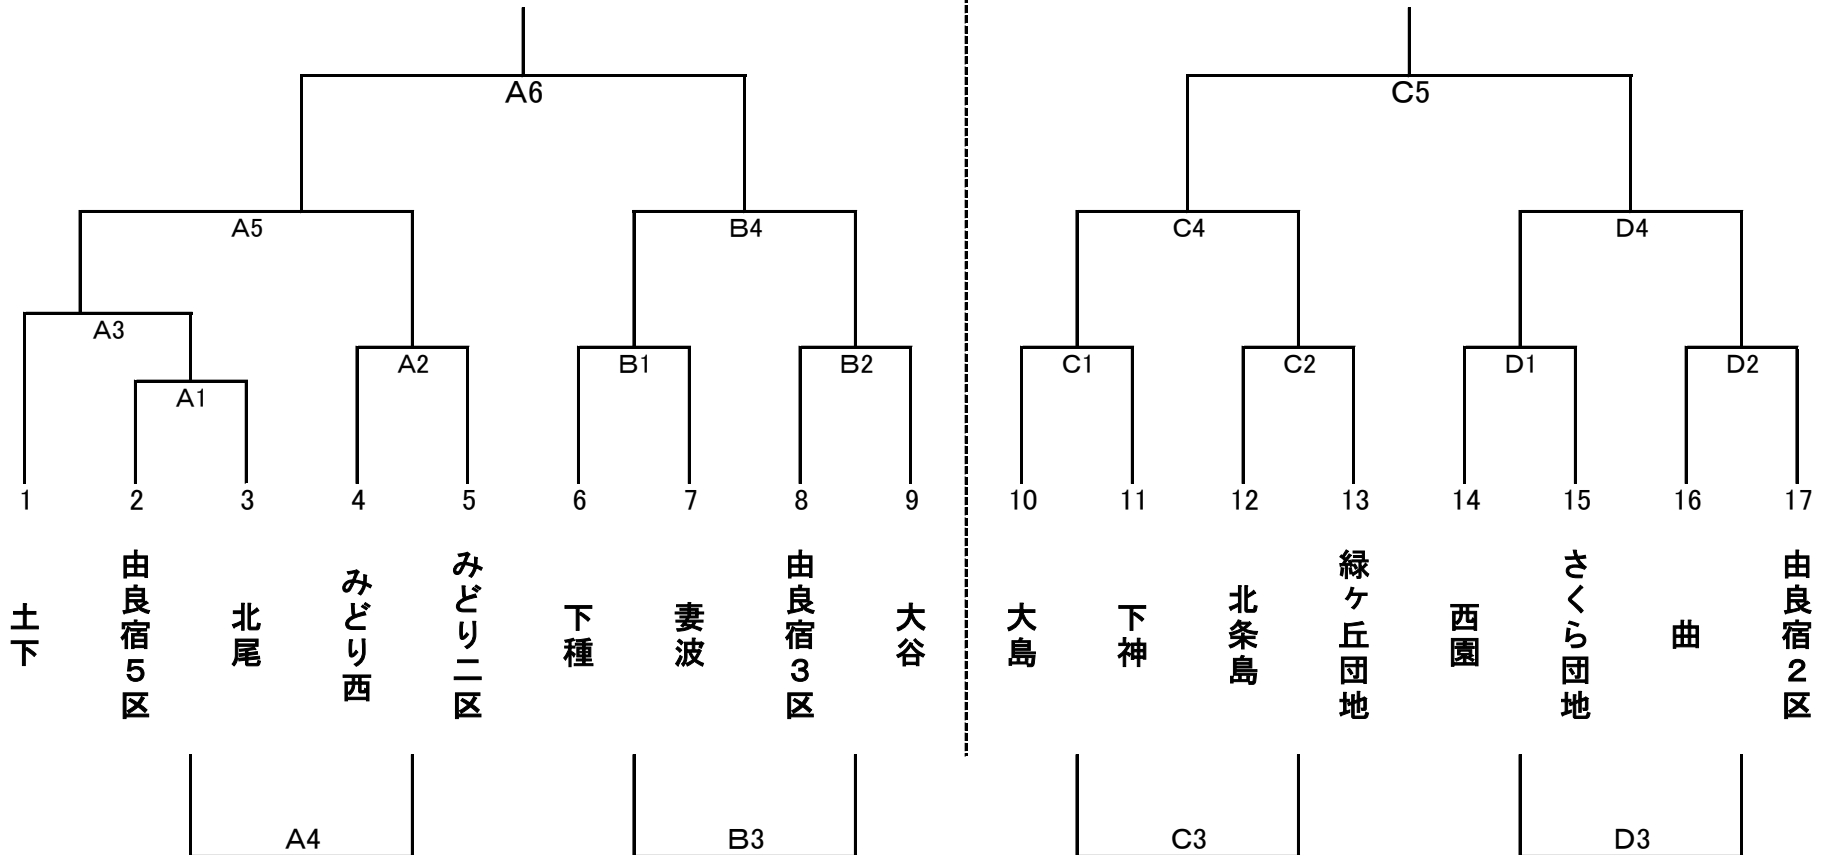 A6
C5
A5
B4
C4
D4
A3
A2
B1
B2
C1
C2
D1
D2
A1
1 2 3 4 5 6 7 8 9 10 11 12 13 14 15 16 17
土下
由良宿5区
北尾
みどり西
みどり二区
下種
妻波
由良宿3区
大谷
大島
下神
北条島
緑ヶ丘団地
西園
さくら団地
曲
由良宿2区
A4
B3
C3
D3